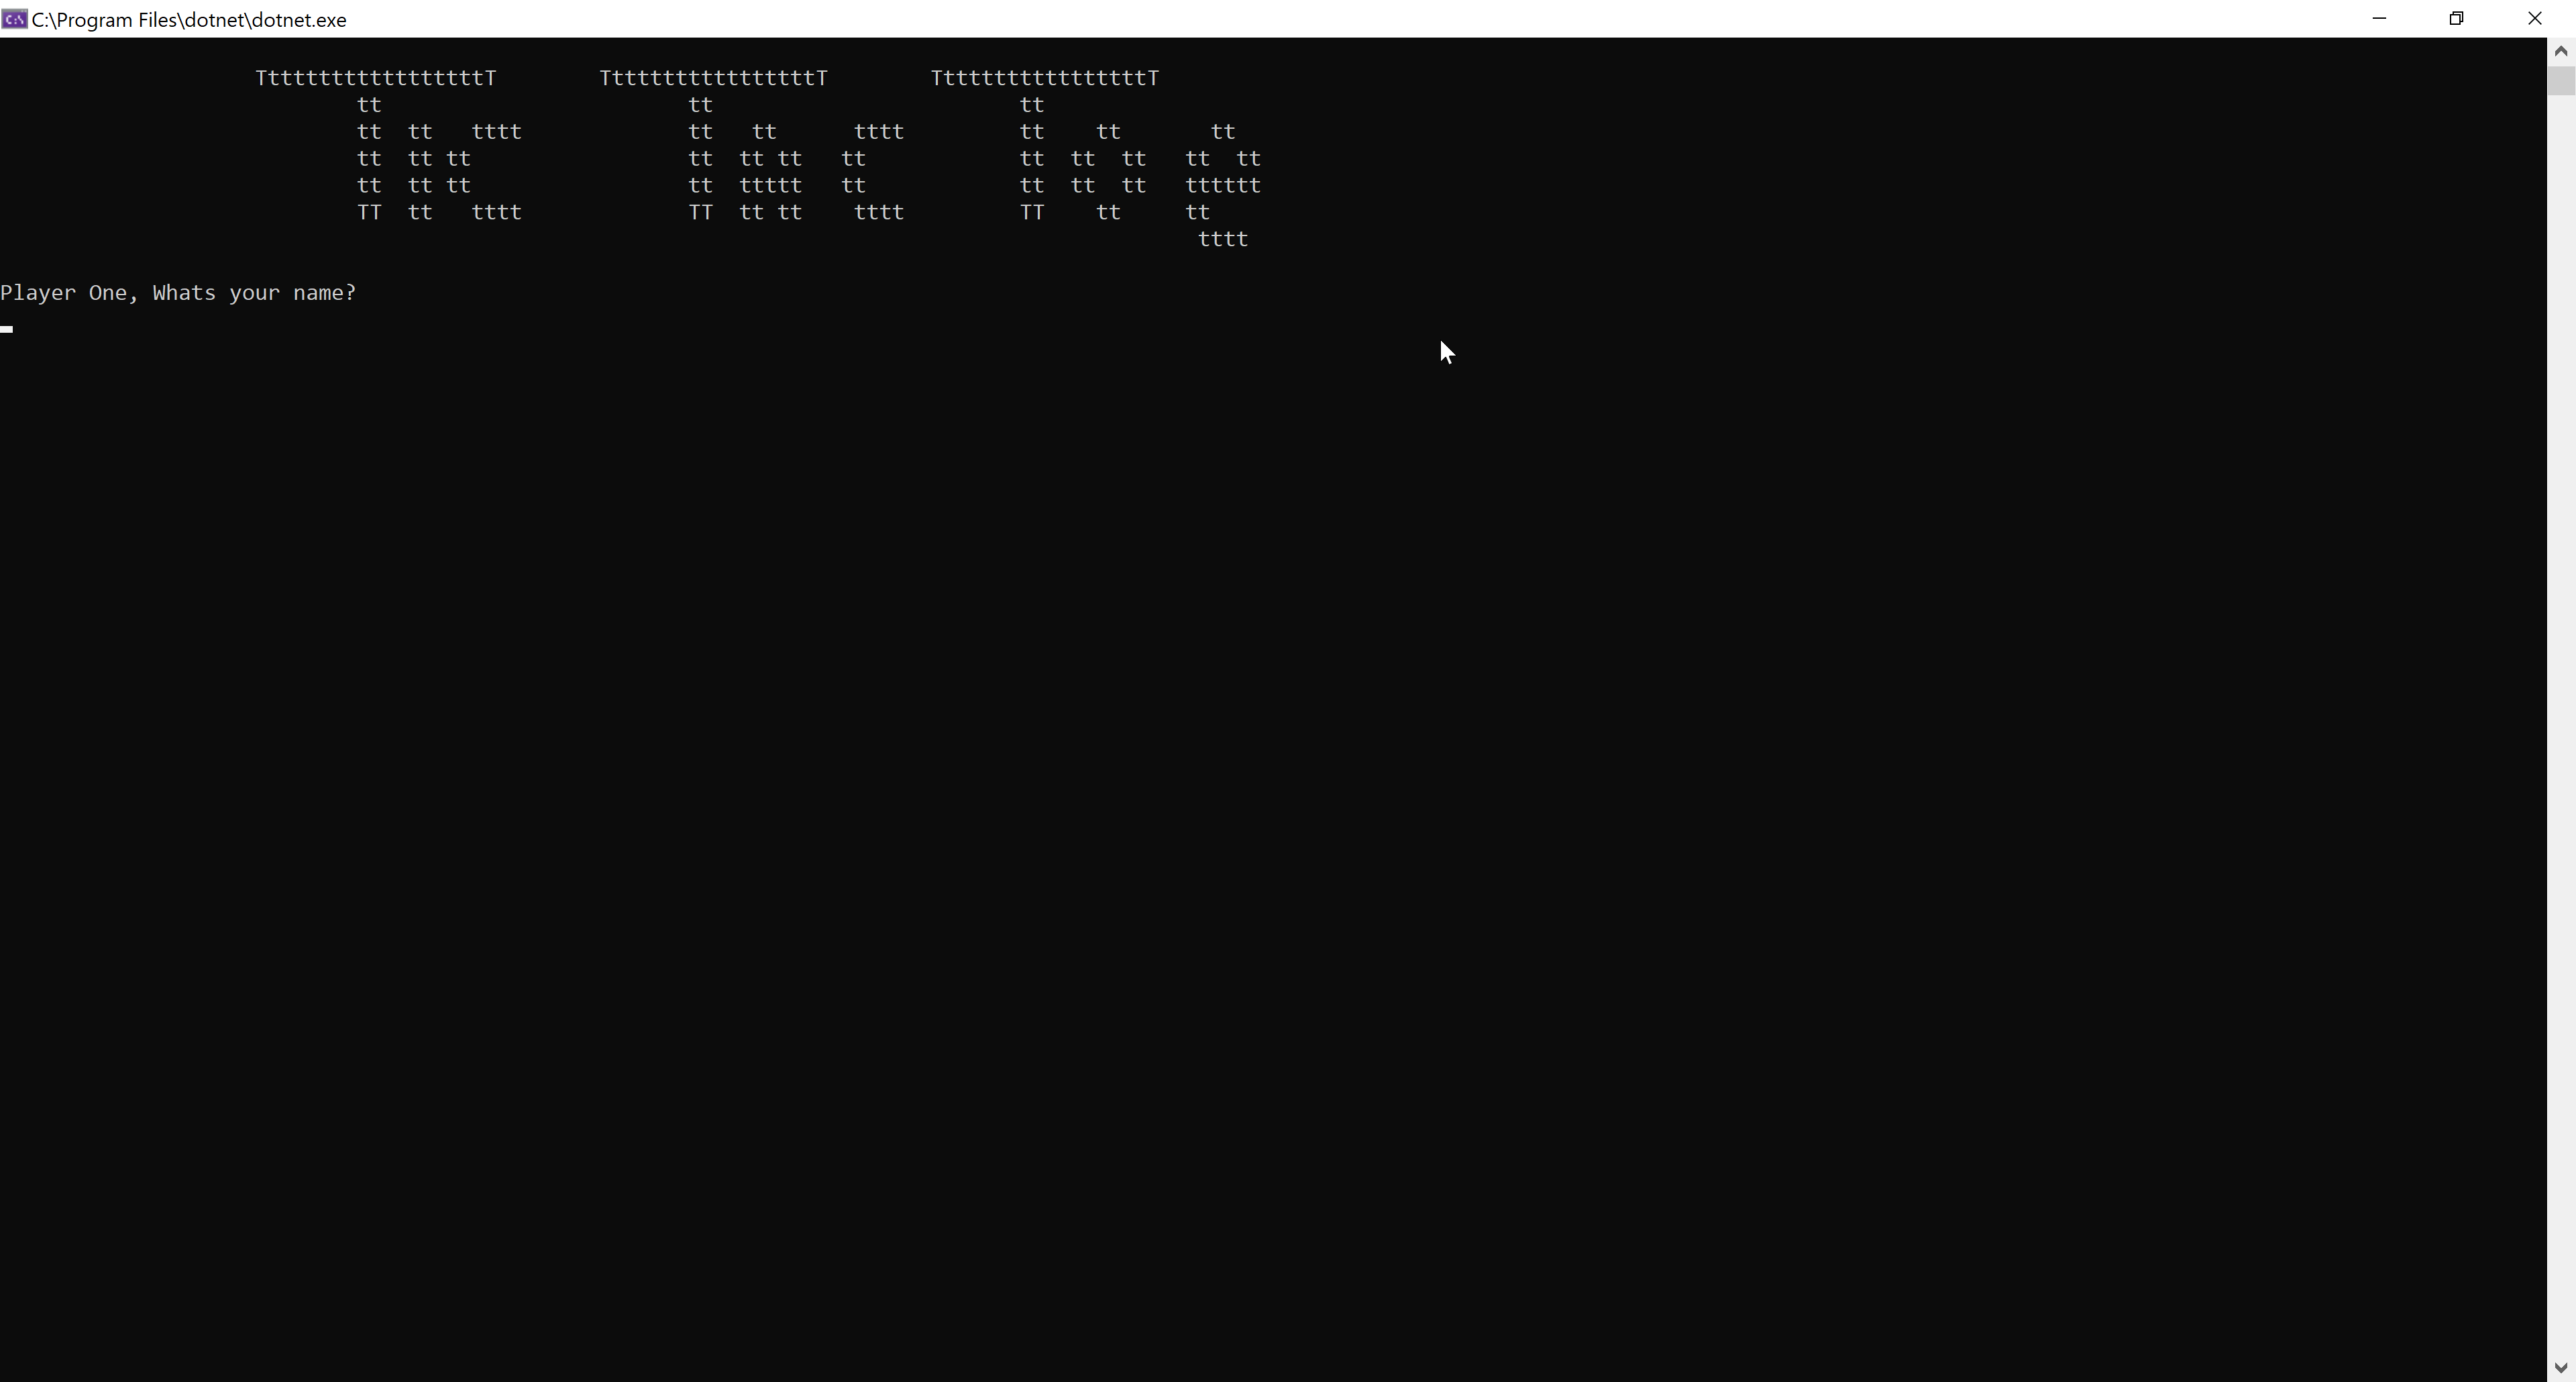 C:\Program Files\dotnet\dotnet.exe
TtttttttttttttttttT        TttttttttttttttttT        TttttttttttttttttT
        tt                        tt                        tt
        tt  tt   tttt             tt   tt      tttt         tt    tt       tt
        tt  tt tt                 tt  tt tt   tt            tt  tt  tt   tt  tt
        tt  tt tt                 tt  ttttt   tt            tt  tt  tt   tttttt
        TT  tt   tttt             TT  tt tt    tttt         TT    tt     tt
                                                                          tttt
Player One, Whats your name?